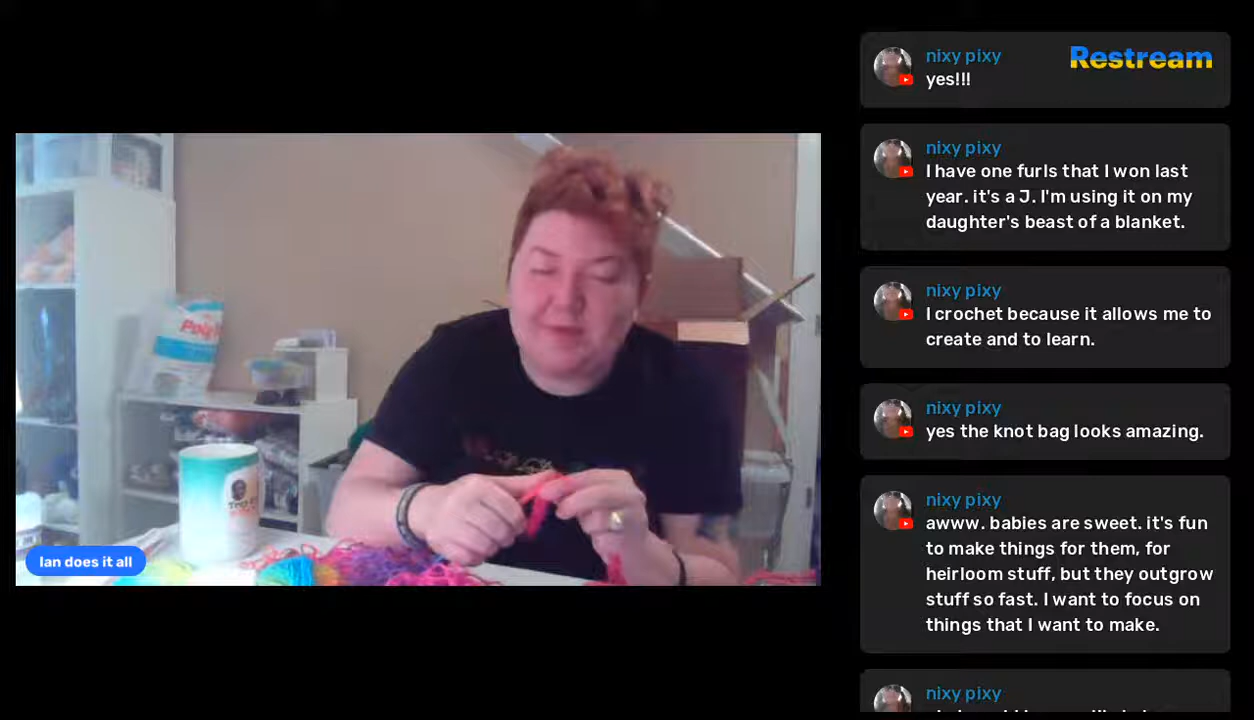 nixy pixy
Restream
yes!!!
nixy pixy
I have one furls that I won last
year. it's a J. I'm using it on my
daughter's beast of a blanket.
nixy pixy
I crochet because it allows me to
create and to learn.
nixy pixy
yes the knot bag looks amazing.
nixy pixy
awww. babies are sweet. it's fun
to make things for them, for
heirloom stuff, but they outgrow
stuff so fast. I want to focus on
things that I want to make.
nixy pixy
Ian does it all